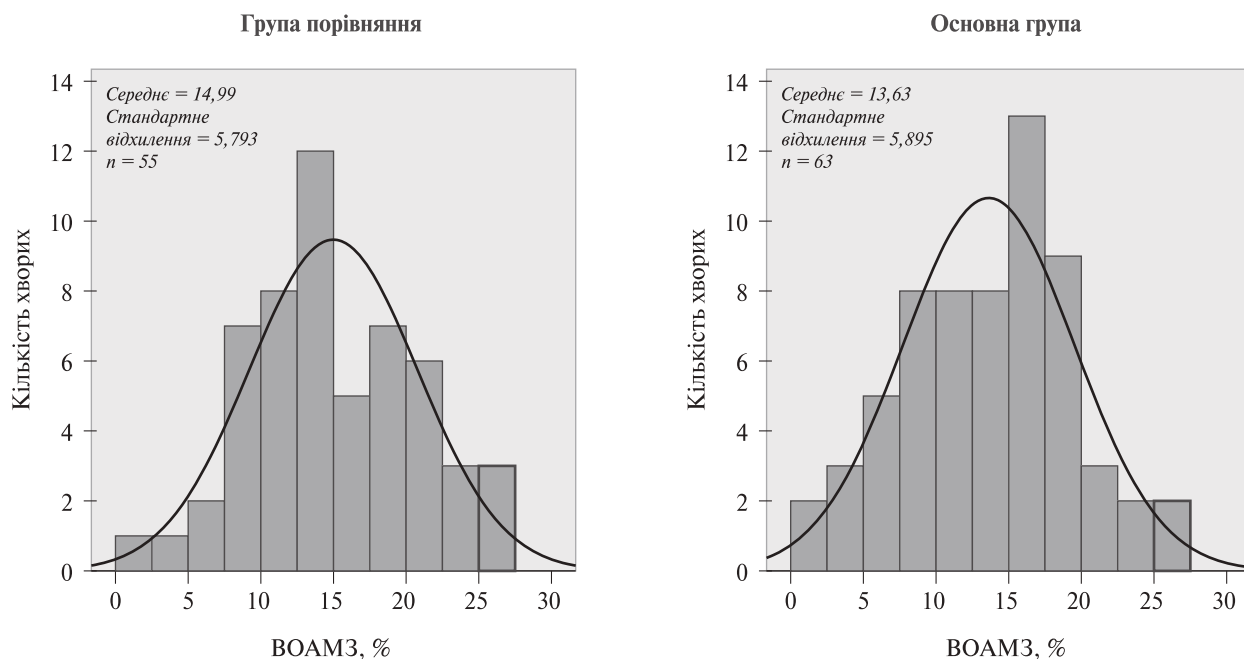 Група порівняння
14
12
10
8
6
4
2
0
Кількість хворих
Середнє = 14,99
Стандартне
відхилення = 5,793
n = 55
0 5 10 15 20 25 30
ВОАМЗ, %
Основна група
14
12
10
8
6
4
2
0
Кількість хворих
Середнє = 13,63
Стандартне
відхилення = 5,895
n = 63
0 5 10 15 20 25 30
ВОАМЗ, %